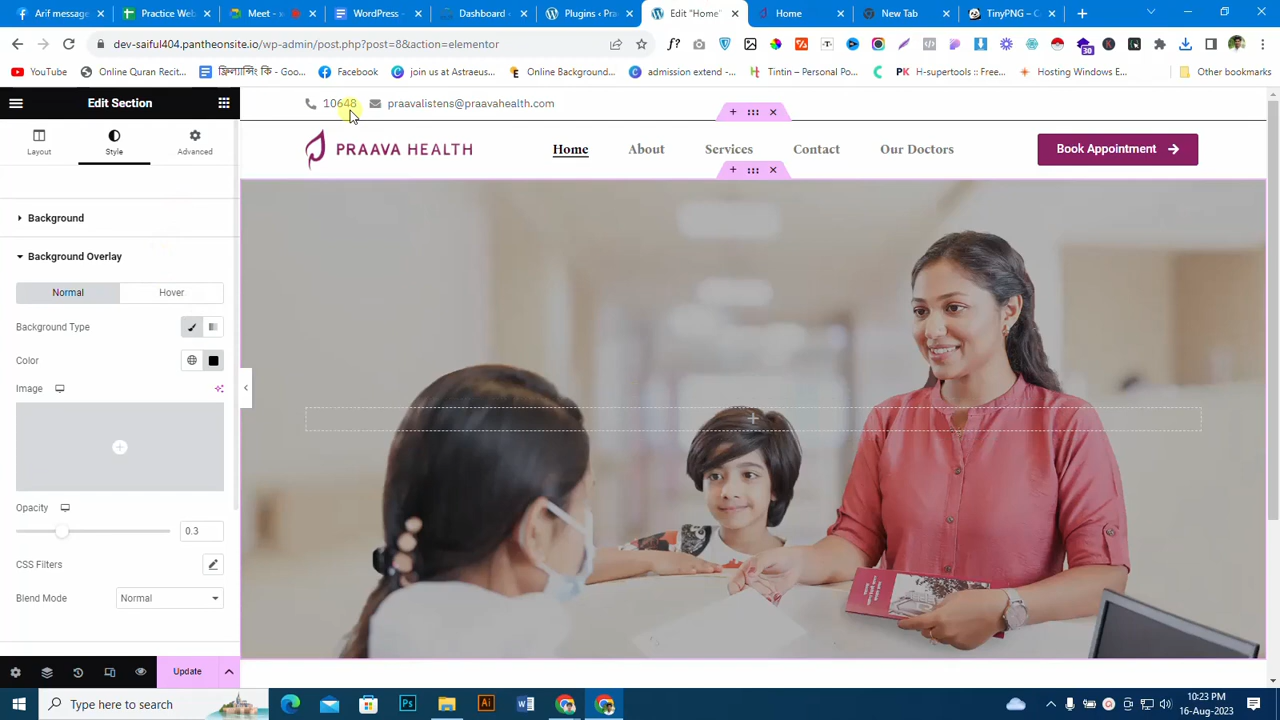 Arif message
Practice Web
Meet - 
WordPress
Dashboard
Plugins ‹ Pra
Edit "Home"
Home
New Tab
TinyPNG – C
dev-saiful404.pantheonsite.io/wp-admin/post.php?post=8&action=elementor
YouTube
Online Quran Recit...
ফ্রিল্যান্সিং কি - Goo...
Facebook
join us at Astraeus...
Online Background...
admission extend -...
Tintin - Practice We...
H-supertools :: Fre...
Hosting Windows E...
Other bookmarks
Edit Section
Layout
Style
Advanced
Background
Background Overlay
Normal
Hover
Background Type
Color
Image
Opacity
0.3
CSS Filters
Blend Mode
Normal
Update
10648
praavalistens@praavahealth.com
PRAAVA HEALTH
Home
About
Services
Contact
Our Doctors
Book Appointment
Type here to search
10:23 PM
16-Aug-2023